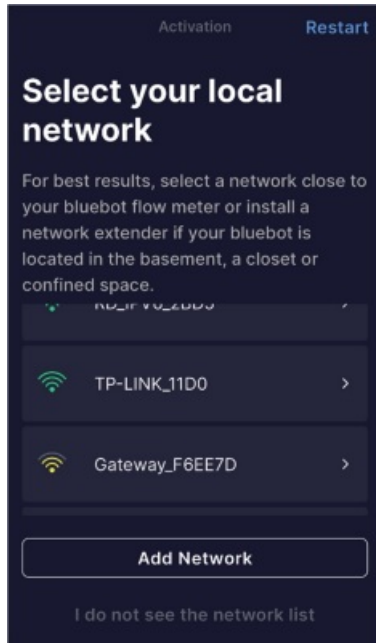 Activation
Restart
Select your local
network
For best results, select a network close to
your bluebot flow meter or install a
network extender if your bluebot is
located in the basement, a closet or
confined space.
TP-LINK_11D0
Gateway_F6EE7D
Add Network
I do not see the network list